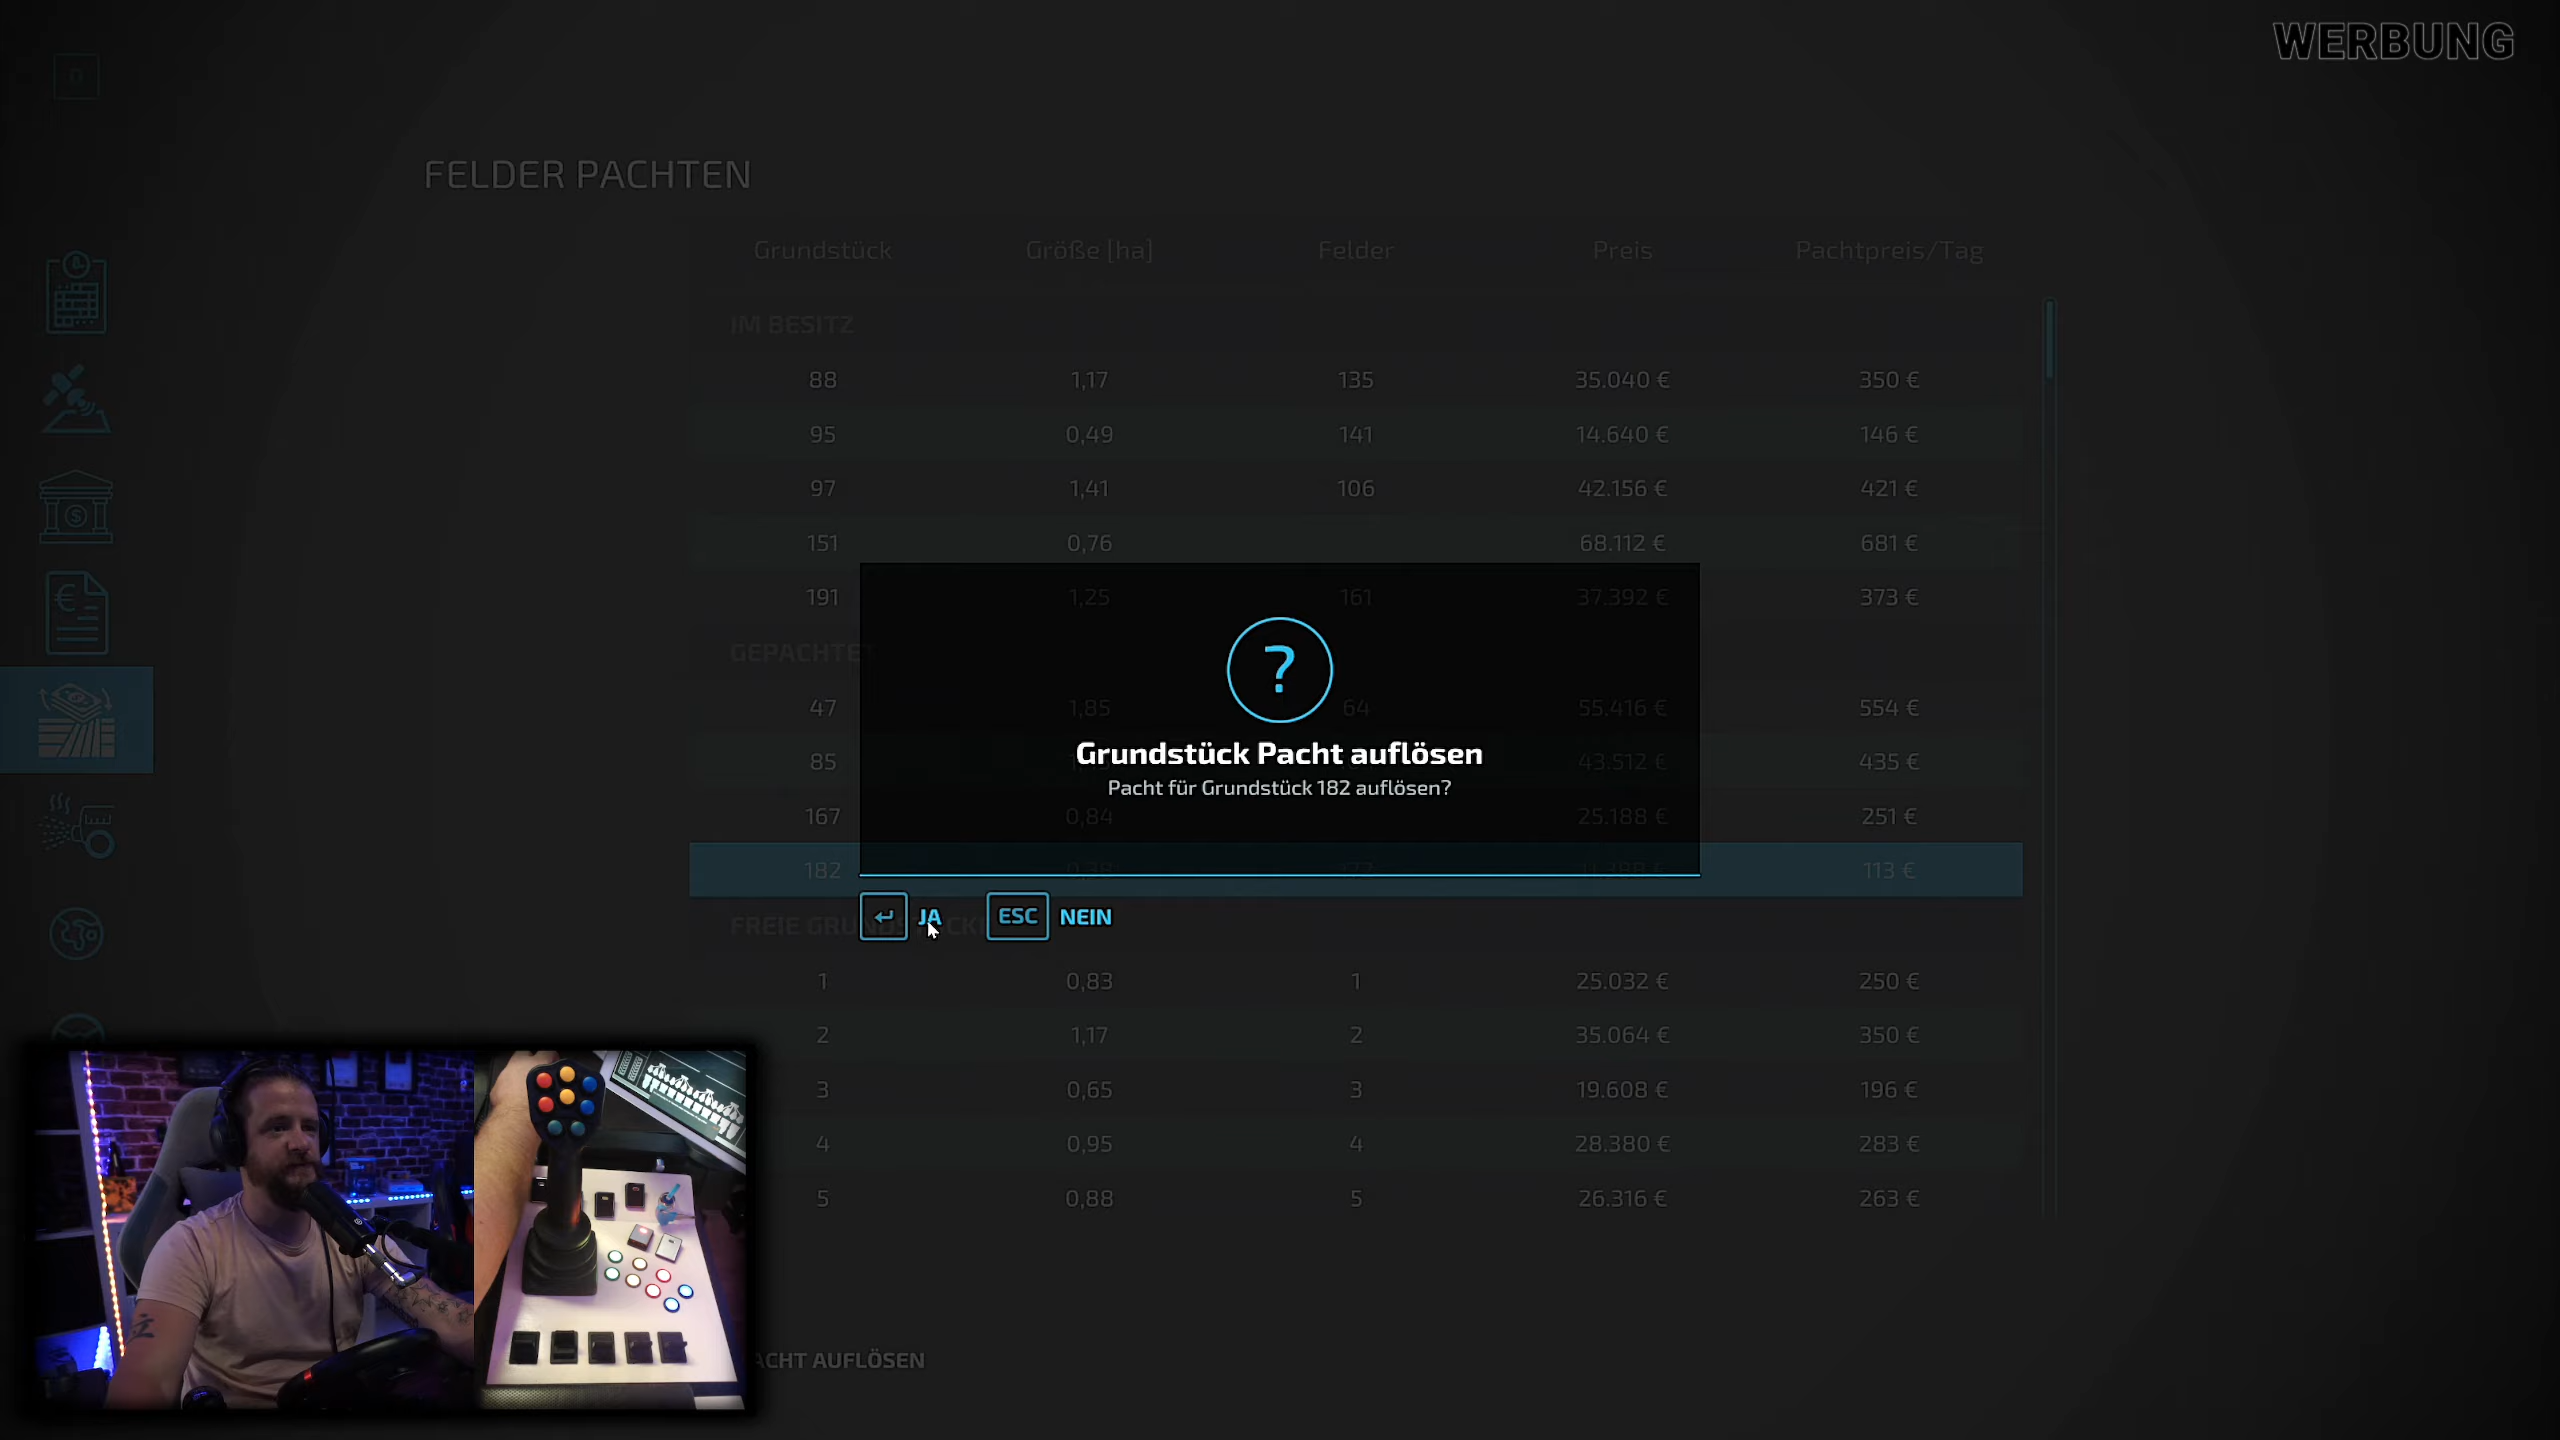 WERBUNG
FELDER PACHTEN
Grundstück Größe [ha] Felder Preis Pachtpreis/Tag
IM BESITZ
88 1,17 135 35.040 € 350 €
95 0,49 141 14.640 € 146 €
97 1,41 106 42.156 € 421 €
151 0,76 68.112 € 681 €
191 1,25 161 37.392 € 373 €
GEPACHTE
47 1,85 64 55.416 € 554 €
Grundstück Pacht auflösen
85 43.512 € 435 €
Pacht für Grundstück 182 auflösen?
167 0,84 25.188 € 251 €
182 113 €
JA ESC NEIN
FREIE GRUNDSTÜCKE
1 0,83 1 25.032 € 250 €
2 1,17 2 35.064 € 350 €
3 0,65 3 19.608 € 196 €
4 0,95 4 28.380 € 283 €
5 0,88 5 26.316 € 263 €
ACHT AUFLÖSEN